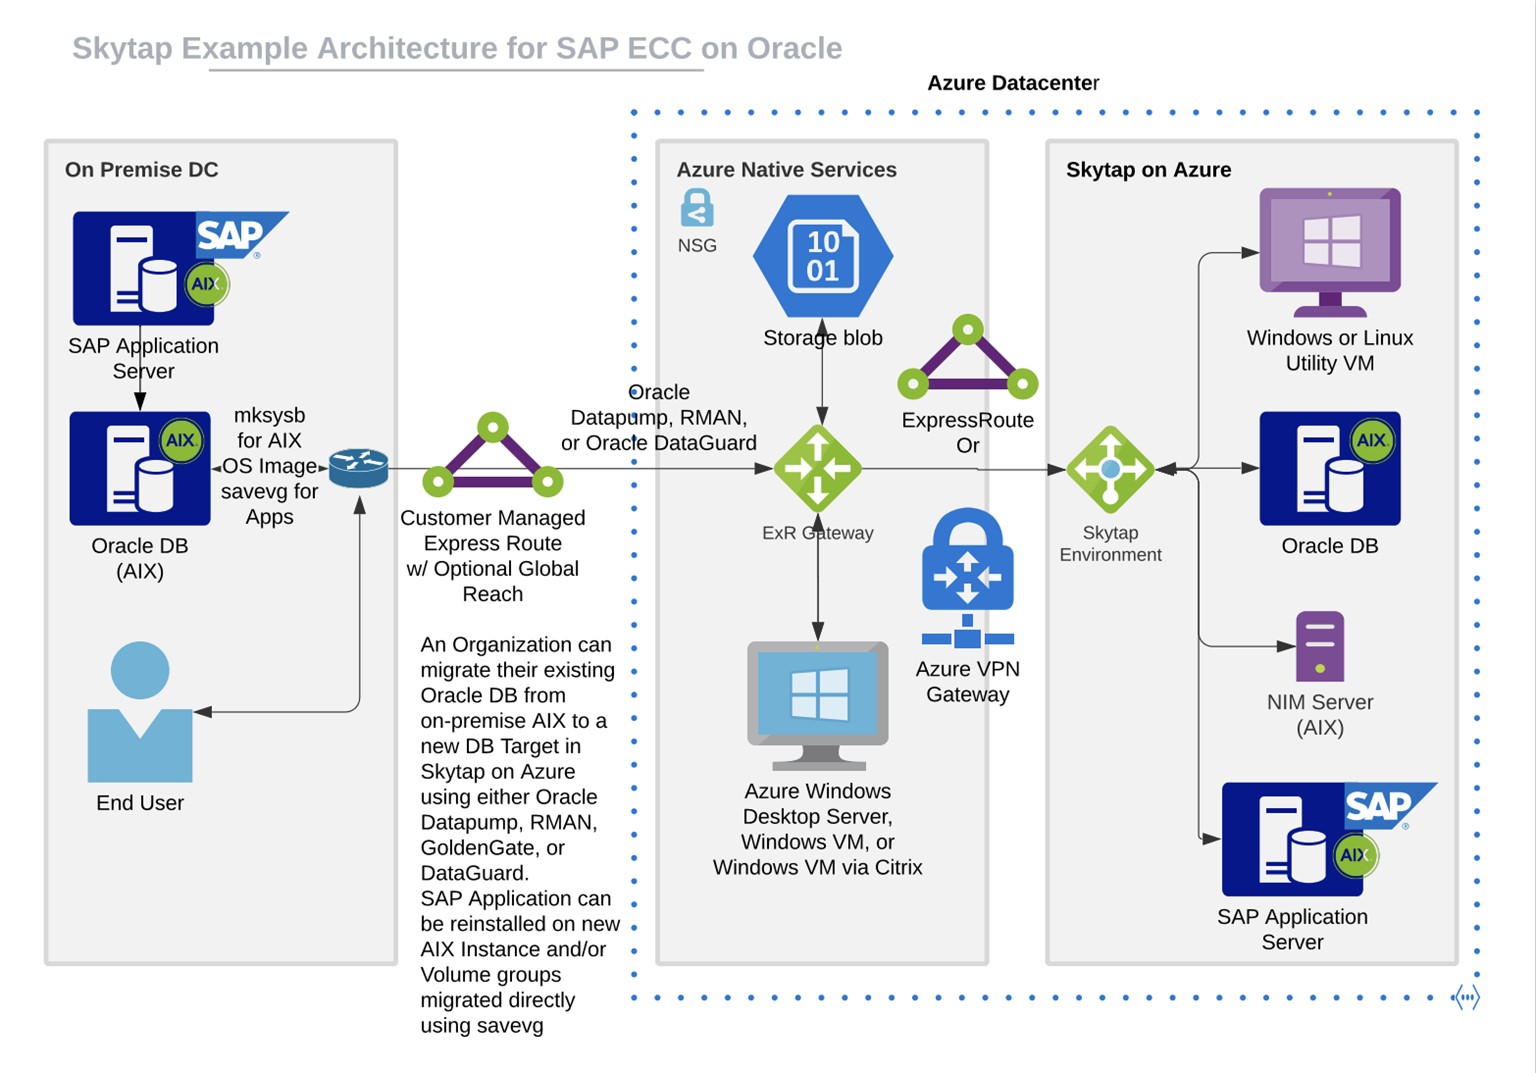 Skytap Example Architecture for SAP ECC on Oracle
Azure Datacenter
On Premise DC
SAP
®
AIX
SAP Application
Server
AIX
mksysb
for AIX
OS Image
savevg for
Apps
Oracle DB
(AIX)
End User
Customer Managed
Express Route
w/ Optional Global
Reach
An Organization can
migrate their existing
Oracle DB from
on-premise AIX to a
new DB Target in
Skytap on Azure
using either Oracle
Datapump, RMAN,
GoldenGate, or
DataGuard.
SAP Application can
be reinstalled on new
AIX Instance and/or
Volume groups
migrated directly
using savevg
Oracle
Datapump, RMAN,
or Oracle DataGuard
Azure Native Services
NSG
10
01
Storage blob
ExpressRoute
Or
ExR Gateway
Azure VPN
Gateway
Azure Windows
Desktop Server,
Windows VM, or
Windows VM via Citrix
Skytap on Azure
Skytap
Environment
Windows or Linux
Utility VM
AIX
Oracle DB
NIM Server
(AIX)
SAP
®
AIX
SAP Application
Server